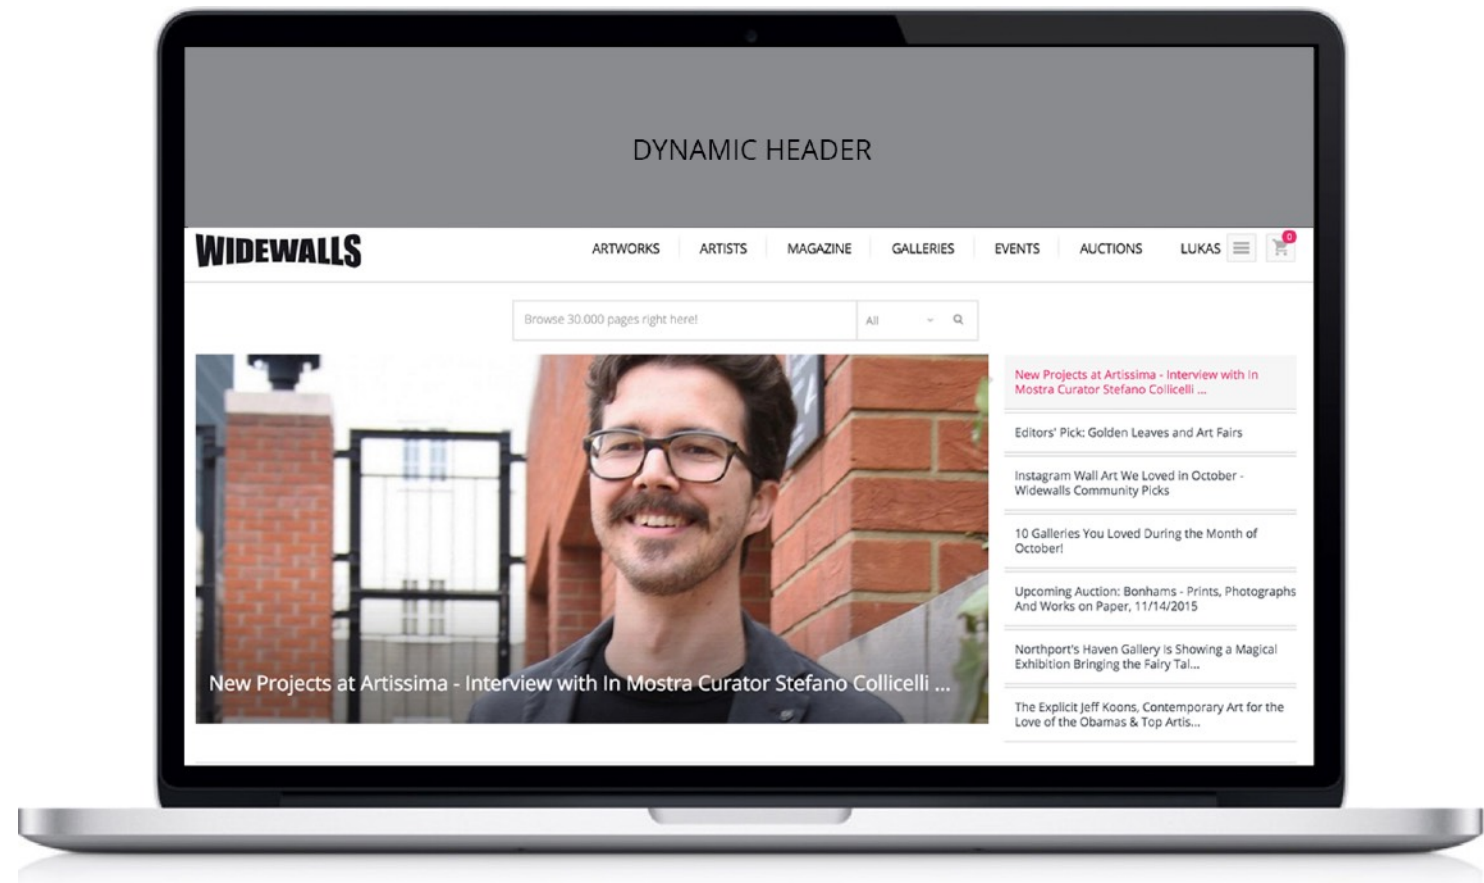 DYNAMIC HEADER
WIDEWALLS
ARTWORKS
ARTISTS
MAGAZINE
GALLERIES
EVENTS
AUCTIONS
LUKAS
0
Browse 30.000 pages right here!
All
New Projects at Artissima - Interview with In Mostra Curator Stefano Collicelli ...
New Projects at Artissima - Interview with In
Mostra Curator Stefano Collicelli ...
Editors' Pick: Golden Leaves and Art Fairs
Instagram Wall Art We Loved in October -
Widewalls Community Picks
10 Galleries You Loved During the Month of
October!
Upcoming Auction: Bonhams - Prints, Photographs
And Works on Paper, 11/14/2015
Northport's Haven Gallery Is Showing a Magical
Exhibition Bringing the Fairy Tal...
The Explicit Jeff Koons, Contemporary Art for the
Love of the Obamas & Top Artis...